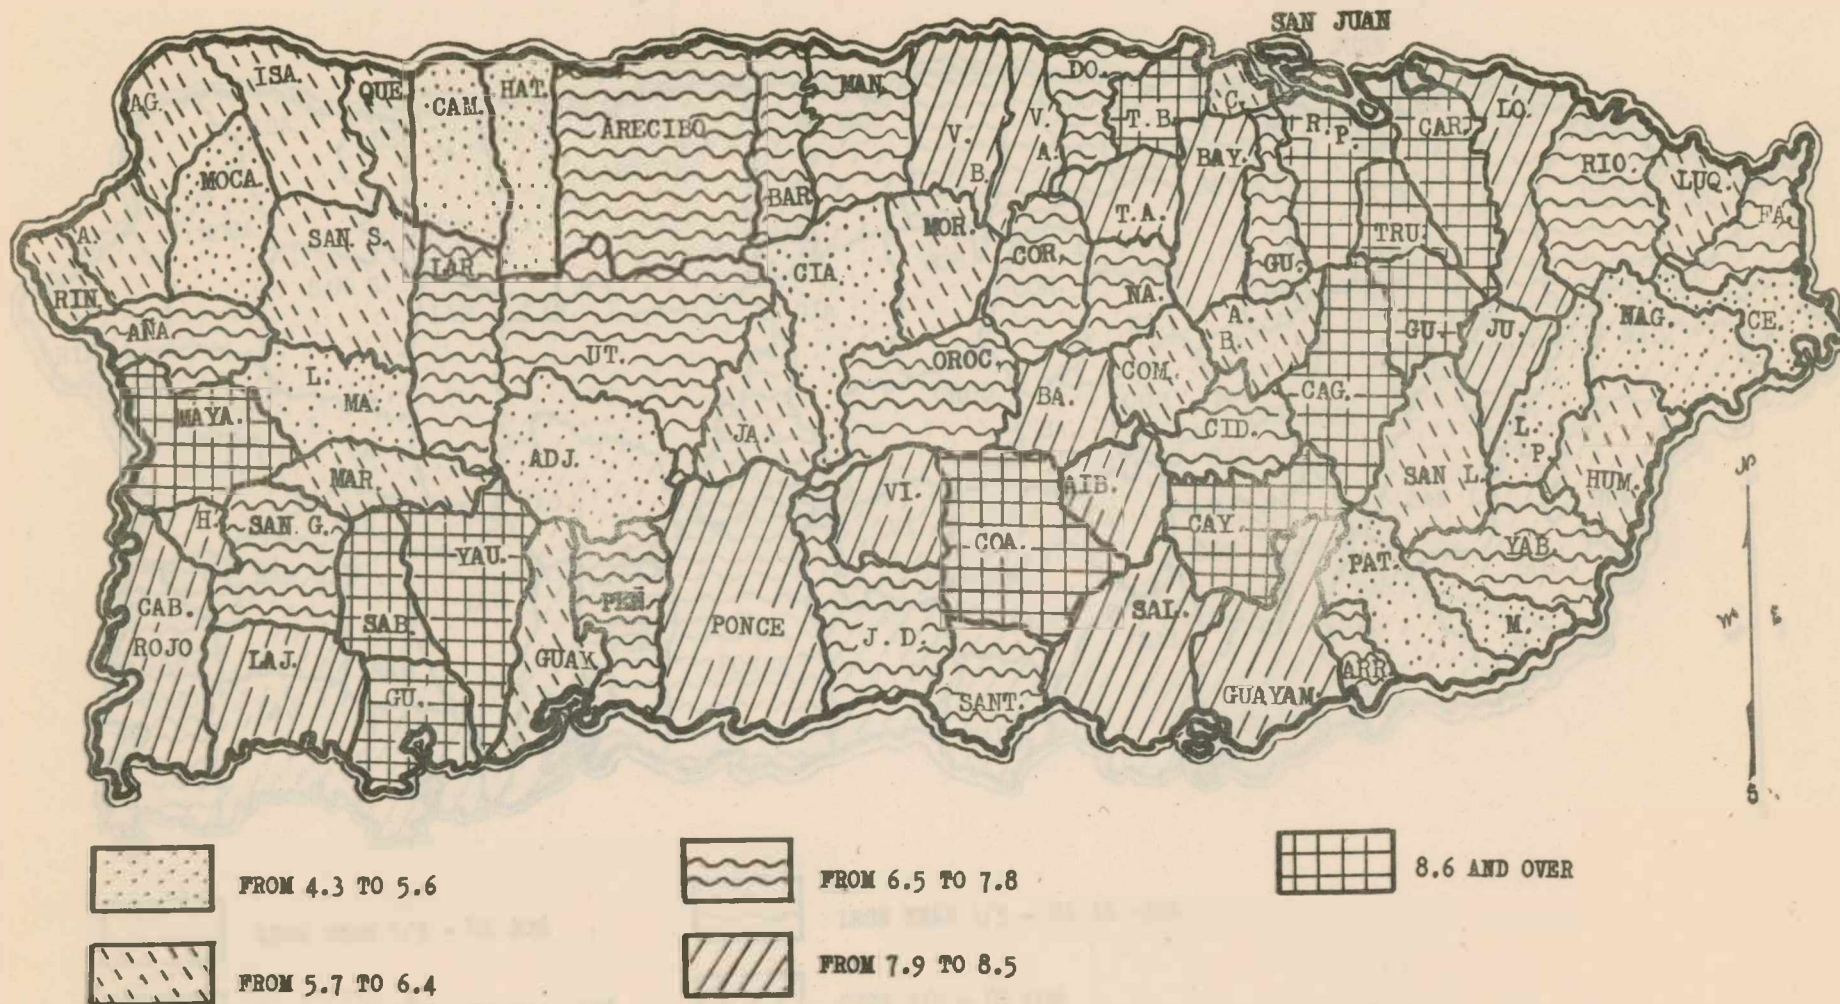 SAN JUAN
AG.
ISA.
QUE.
CAM.
HAT.
ARECIBO
BAR.
MAN.
V. B.
V. A.
DO.
T.B.
C.
BAY.
R. P.
CAR.
LO.
RIO.
LUQ.
FA.
MOCA.
A.
RIN.
SAN S.
LAR.
CIA.
MOR.
COR.
T.A.
NA.
GU.
TRU.
AÑA.
UT.
OROC.
A. B.
GU.
JU.
NAG.
CE.
MAYA.
L. MA.
JA.
BA.
COM.
CAG.
CID.
L. P.
HUM.
MAR.
ADJ.
VI.
AIB.
SAN L.
H.
SAN G.
YAU.
COA.
CAY.
PAT.
YAB.
CAB.
ROJO
LAJ.
SAB.
GU.
GUAY.
PEÑ.
PONCE
J. D.
SANT.
SAL.
GUAYAM.
ARR.
M.
N
E
S
FROM 4.3 TO 5.6
FROM 6.5 TO 7.8
8.6 AND OVER
FROM 5.7 TO 6.4
FROM 7.9 TO 8.5